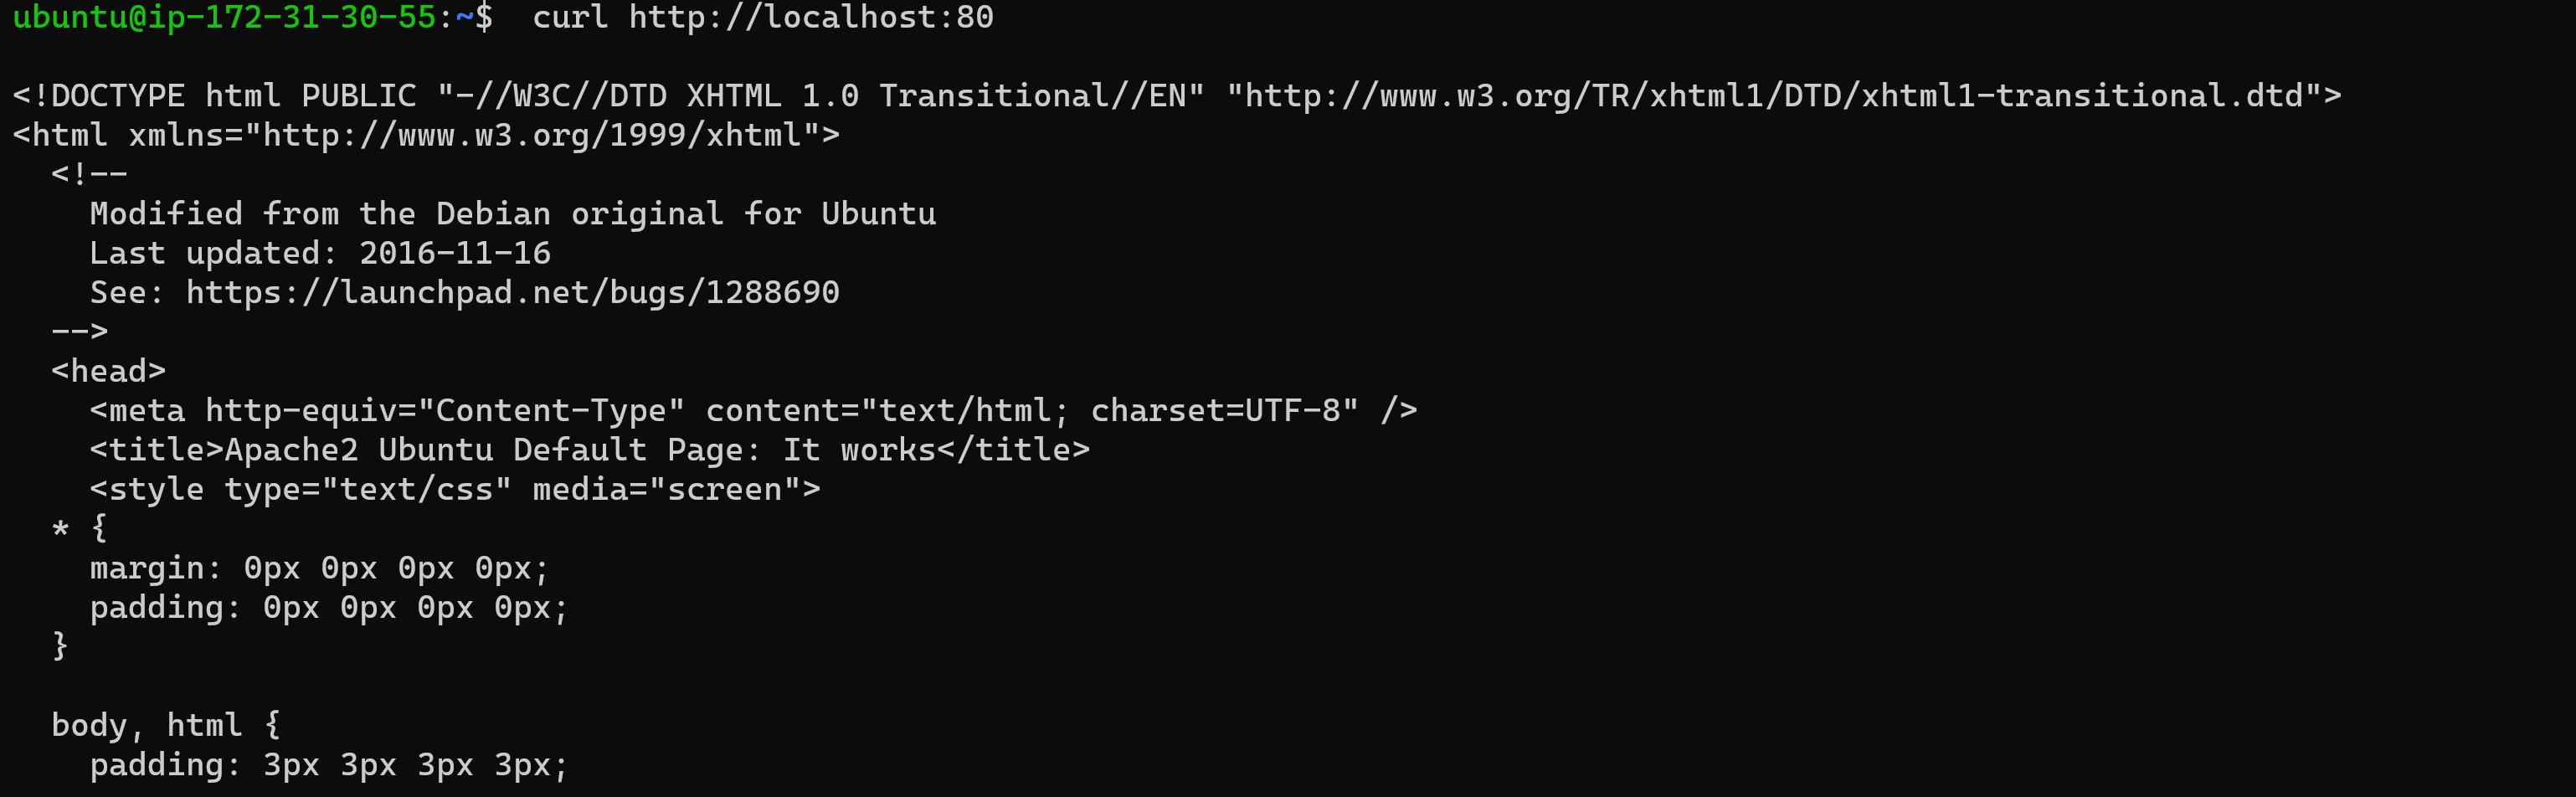 ubuntu@ip-172-31-30-55:~$  curl http://localhost:80
<!DOCTYPE html PUBLIC "-//W3C//DTD XHTML 1.0 Transitional//EN" "http://www.w3.org/TR/xhtml1/DTD/xhtml1-transitional.dtd">
<html xmlns="http://www.w3.org/1999/xhtml">
  <!--
    Modified from the Debian original for Ubuntu
    Last updated: 2016-11-16
    See: https://launchpad.net/bugs/1288690
  -->
  <head>
    <meta http-equiv="Content-Type" content="text/html; charset=UTF-8" />
    <title>Apache2 Ubuntu Default Page: It works</title>
    <style type="text/css" media="screen">
  * {
    margin: 0px 0px 0px 0px;
    padding: 0px 0px 0px 0px;
  }
  body, html {
    padding: 3px 3px 3px 3px;